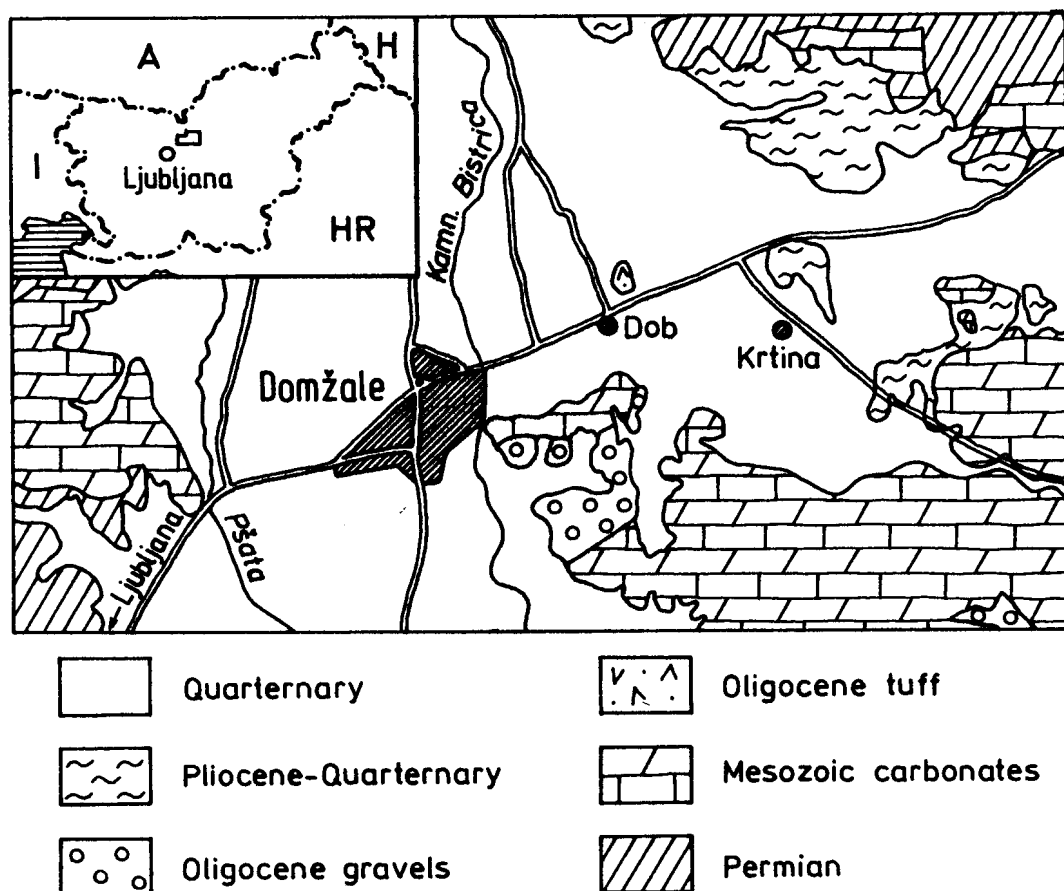 A
H
I
Ljubljana
HR
Kamn. Bistrica
Dob
Krtina
Domžale
Pšata
Ljubljana
Quarternary
Oligocene tuff
Pliocene-Quarternary
Mesozoic carbonates
Oligocene gravels
Permian